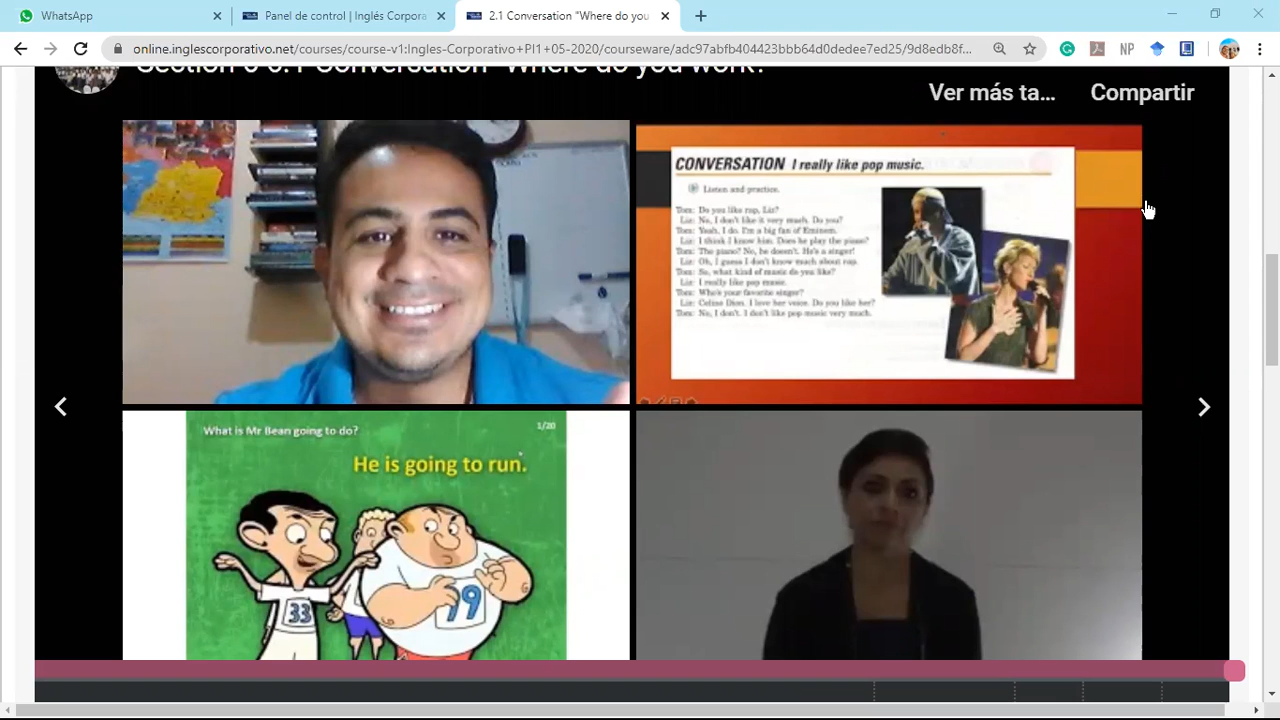 WhatsApp
Panel de control | Inglés Corpora
2.1 Conversation "Where do you
online.inglescorporativo.net/courses/course-v1:Ingles-Corporativo+PI1+05-2020/courseware/adc97adb404423bbb64d0dedee7ed25/9d8edb8f...
NP
Conversation "Where do you work?"
Ver más ta...
Compartir
CONVERSATION I really like pop music.
Listen and practice.
Tom: Do you like rap, Liz?
Liz: No, I don't like it very much. Do you?
Tom: Yeah, I do. I'm a big fan of Eminem.
Liz: I think I know him. Does he play the piano?
Tom: The piano? No, he doesn't. He's a singer!
Liz: Oh, I guess I don't know much about rap.
Tom: So, what kind of music do you like?
Liz: I really like pop music.
Tom: Who's your favorite singer?
Liz: Celine Dion. I love her voice. Do you like her?
Tom: No, I don't. I don't like pop music very much.
What is Mr Bean going to do?
1/20
He is going to run.
33
79